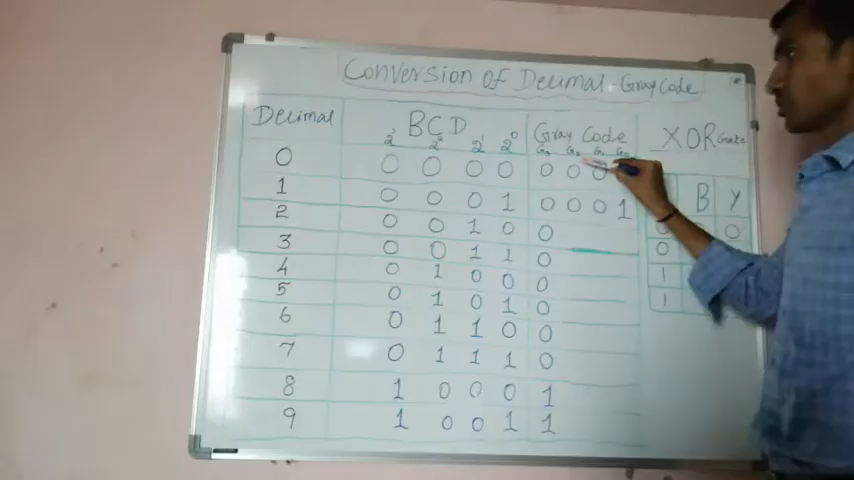 Conversion of Decimal - Gray Code
Decimal BCD Gray Code XOR Gate
2³ 2² 2¹ 2⁰ G₃ G₂ G₁ G₀
0 0 0 0 0 0 0 0
1 0 0 0 1 0 0 0 1 B Y
2 0 0 1 0 0 0 0
3 0 0 1 1 0 0
4 0 1 0 0 0 1
5 0 1 0 1 0 1
6 0 1 1 0 0
7 0 1 1 1 0
8 1 0 0 0 1
9 1 0 0 1 1